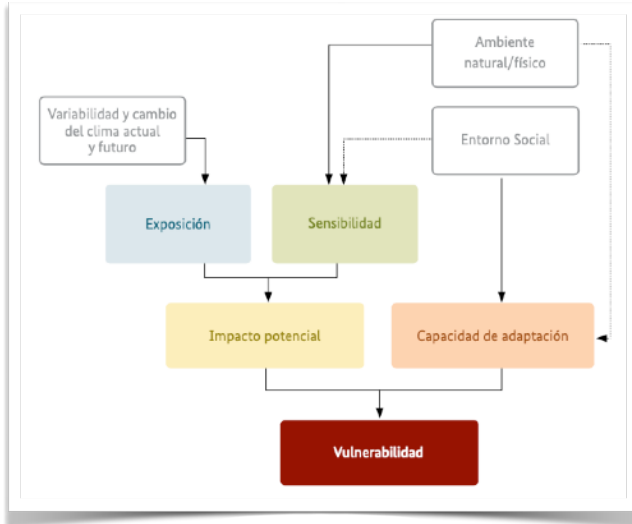 Ambiente
natural/físico
Variabilidad y cambio
del clima actual
y futuro
Entorno Social
Exposición
Sensibilidad
Impacto potencial
Capacidad de adaptación
Vulnerabilidad